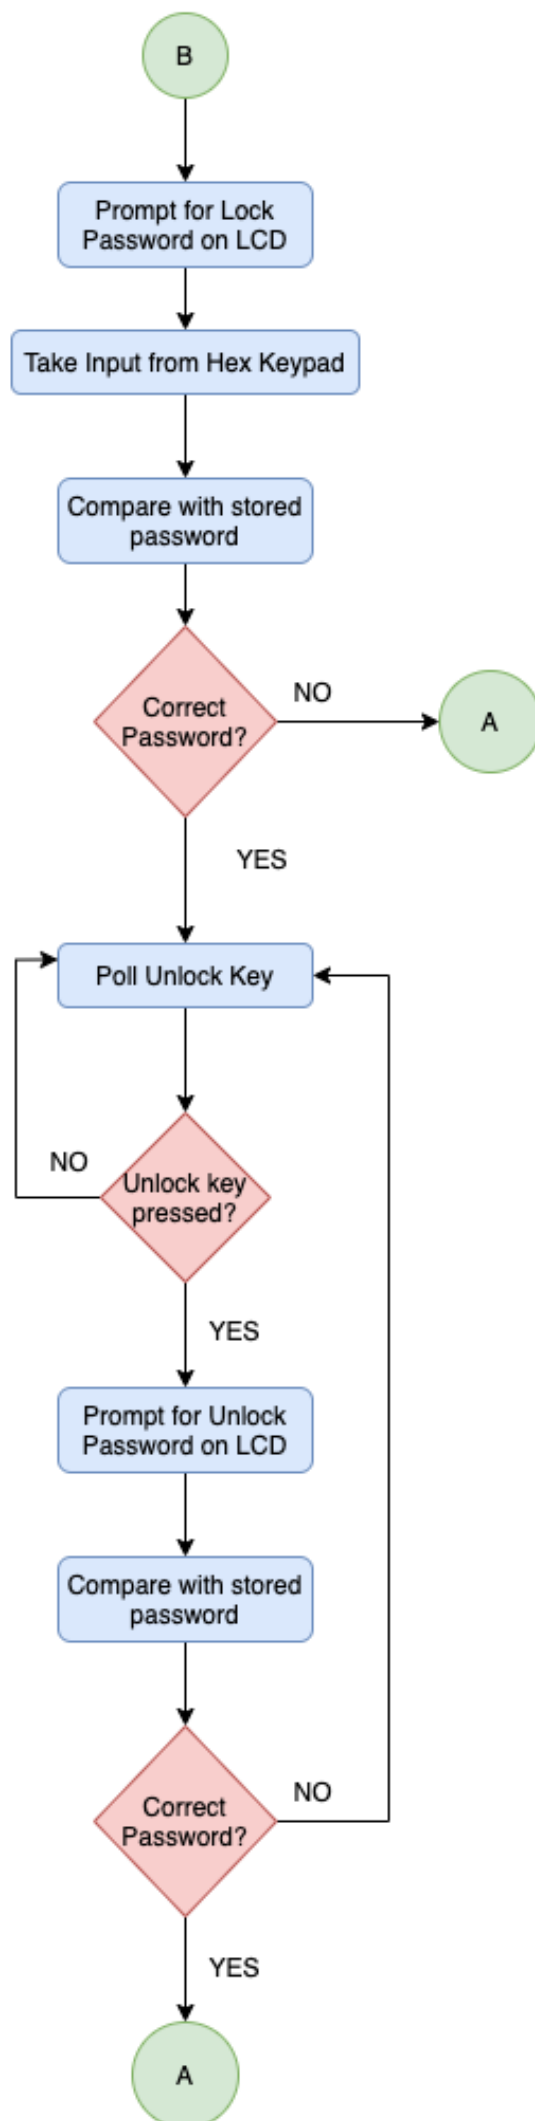 B
Prompt for Lock
Password on LCD
Take Input from Hex Keypad
Compare with stored
password
Correct
Password?
NO
A
YES
Poll Unlock Key
NO
Unlock key
pressed?
YES
Prompt for Unlock
Password on LCD
Compare with stored
password
Correct
Password?
NO
YES
A